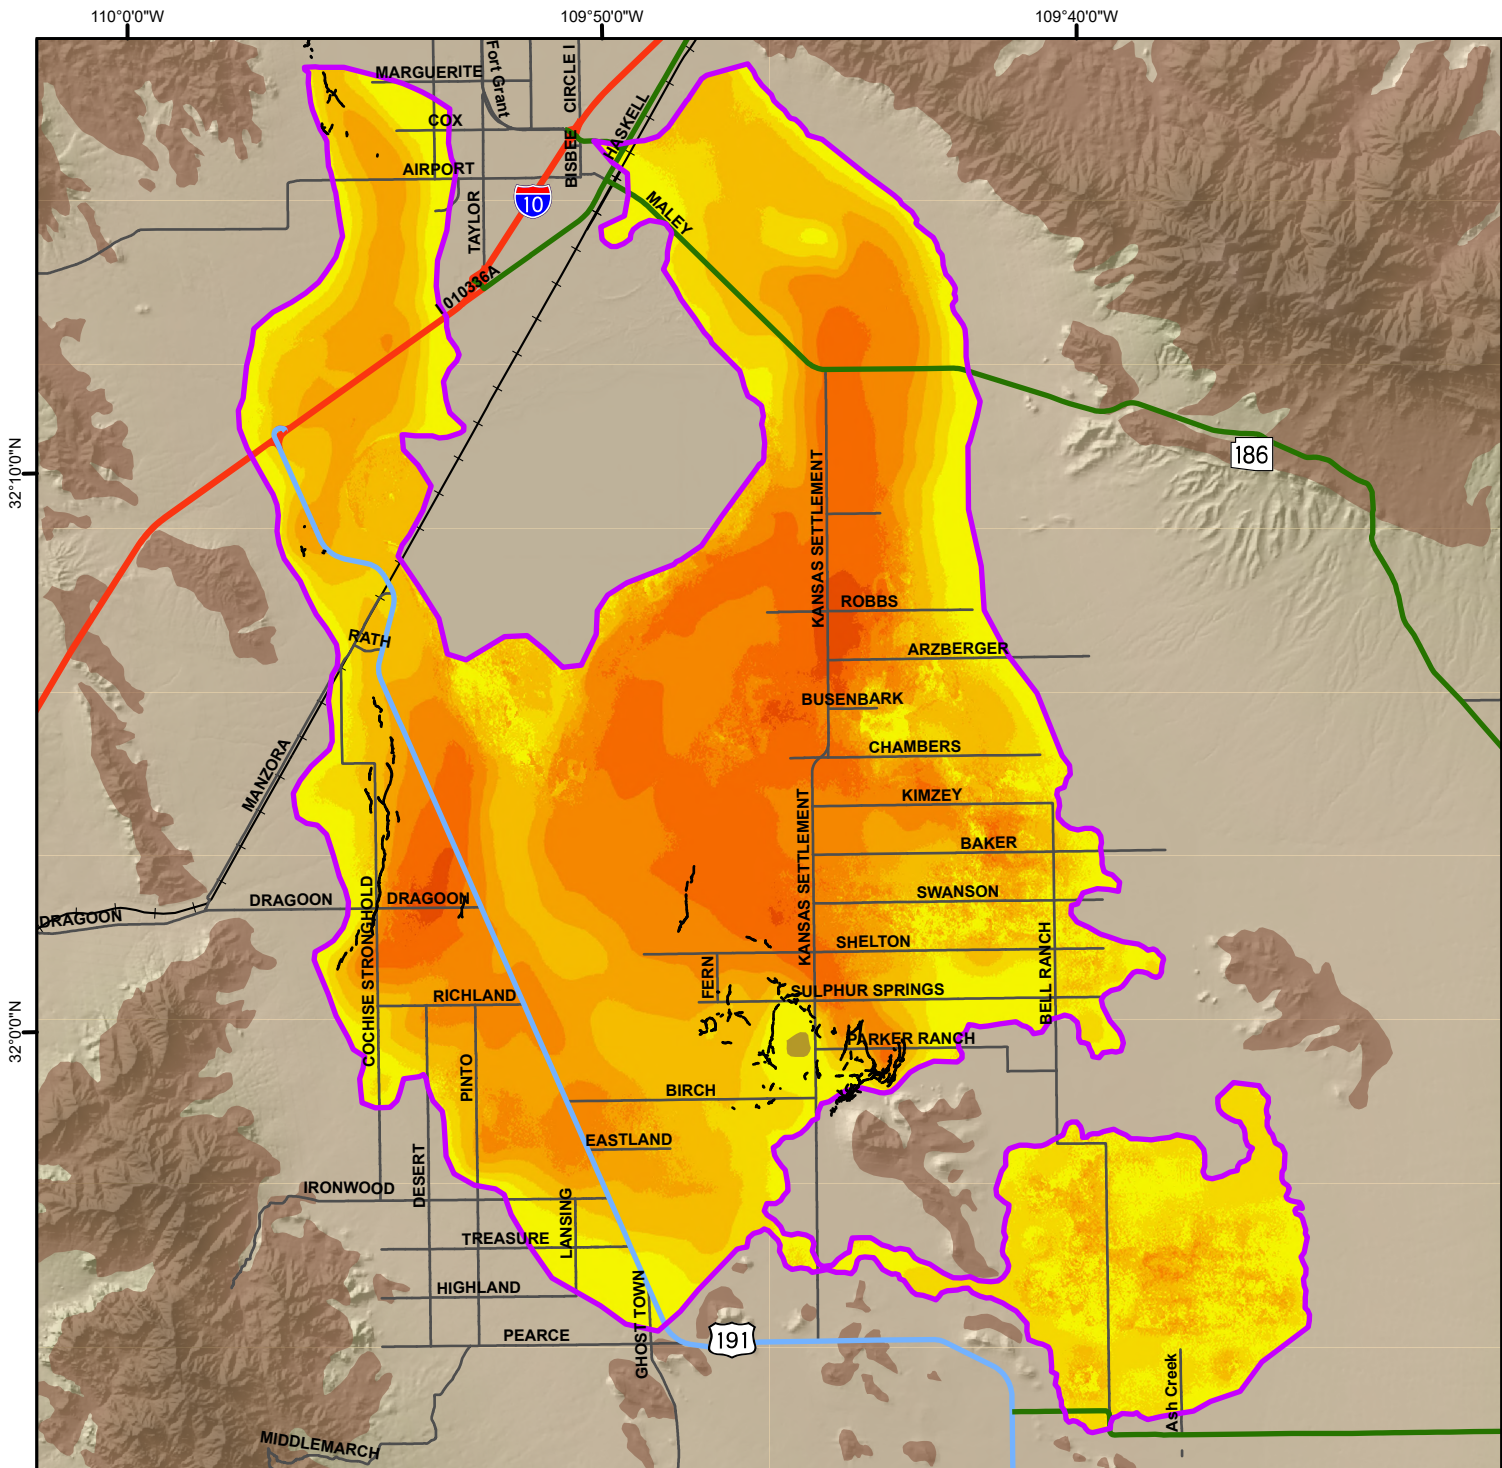 110°0'0"W
109°50'0"W
109°40'0"W
MARGUERITE
Fort Grant
CIRCLE I
COX
HASKELL
BISBEE
AIRPORT
10
TAYLOR
MALEY
L010336A
32°10'0"N
186
KANSAS SETTLEMENT
ROBBS
RATH
ARZBERGER
BUSENBARK
CHAMBERS
MANZORA
KIMZEY
KANSAS SETTLEMENT
BAKER
DRAGOON
DRAGOON
DRAGOON
SWANSON
COCHISE STRONGHOLD
SHELTON
BELL RANCH
FERN
RICHLAND
SULPHUR SPRINGS
32°0'0"N
PARKER RANCH
PINTO
BIRCH
EASTLAND
DESERT
IRONWOOD
LANSING
TREASURE
HIGHLAND
GHOST TOWN
PEARCE
191
Ash Creek
MIDDLEMARCH